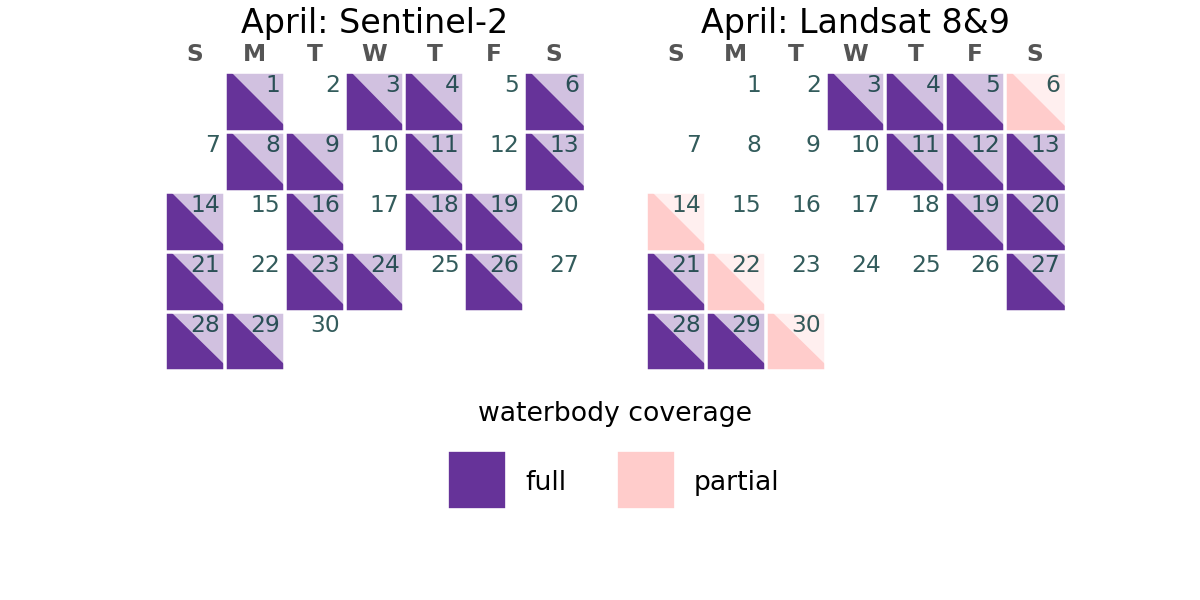 April: Sentinel-2
S M T W T F S
1 2 3 4 5 6
7 8 9 10 11 12 13
14 15 16 17 18 19 20
21 22 23 24 25 26 27
28 29 30
April: Landsat 8&9
S M T W T F S
1 2 3 4 5 6
7 8 9 10 11 12 13
14 15 16 17 18 19 20
21 22 23 24 25 26 27
28 29 30
waterbody coverage
full partial